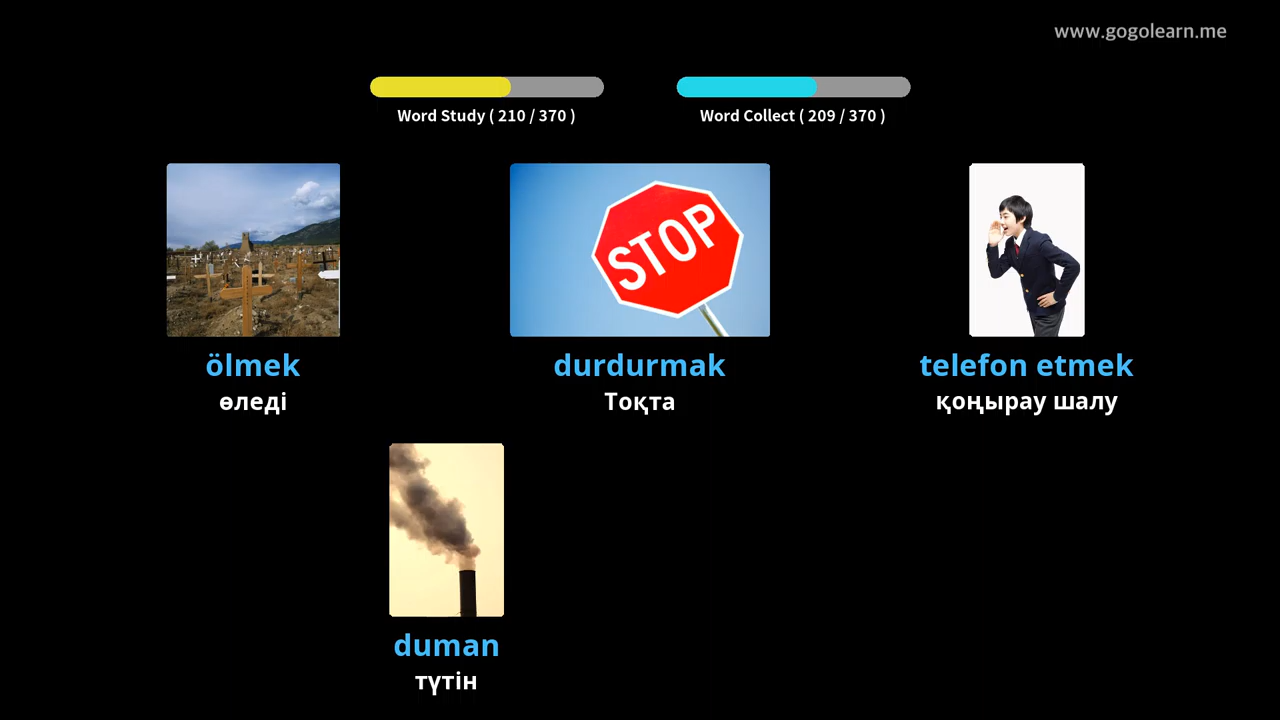 www.gogolearn.me
Word Study ( 210 / 370 )
Word Collect ( 209 / 370 )
STOP
ölmek
durdurmak
telefon etmek
өледі
Тоқта
қоңырау шалу
duman
түтін